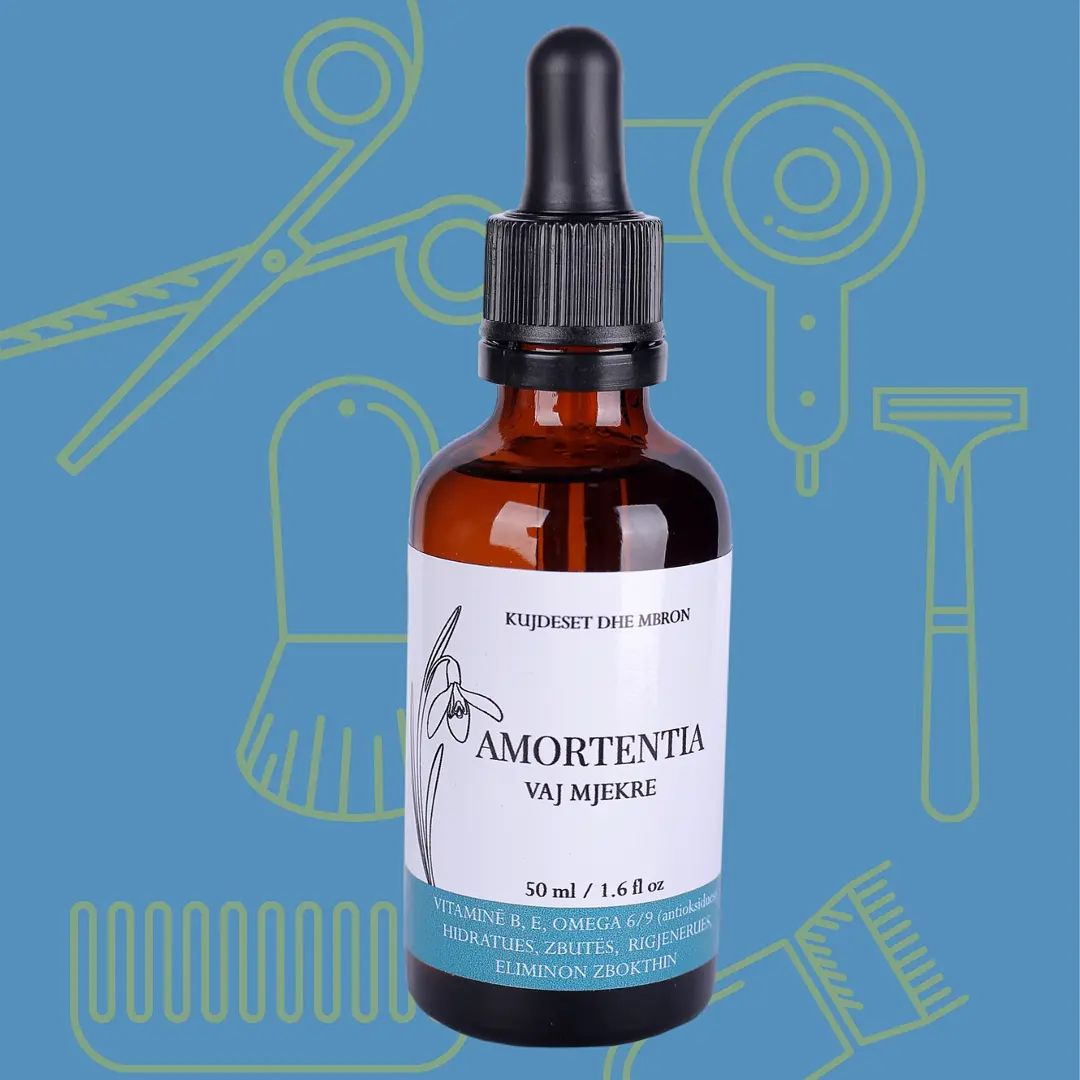 KUJDESET DHE MBRON
AMORTENTIA
VAJ MJEKRE
50 ml / 1.6 fl oz
VITAMINË B, E, OMEGA 6/9
HIDRATUES, ZBUTËS, RIGJENERUES,
ELIMINON ZBOKTHIN